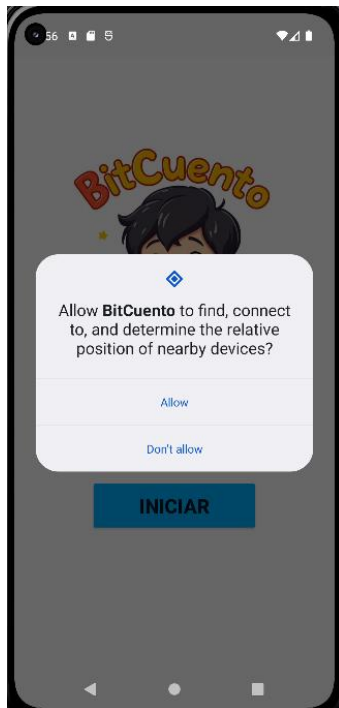 56
BitCuento
Allow BitCuento to find, connect
to, and determine the relative
position of nearby devices?
Allow
Don't allow
INICIAR